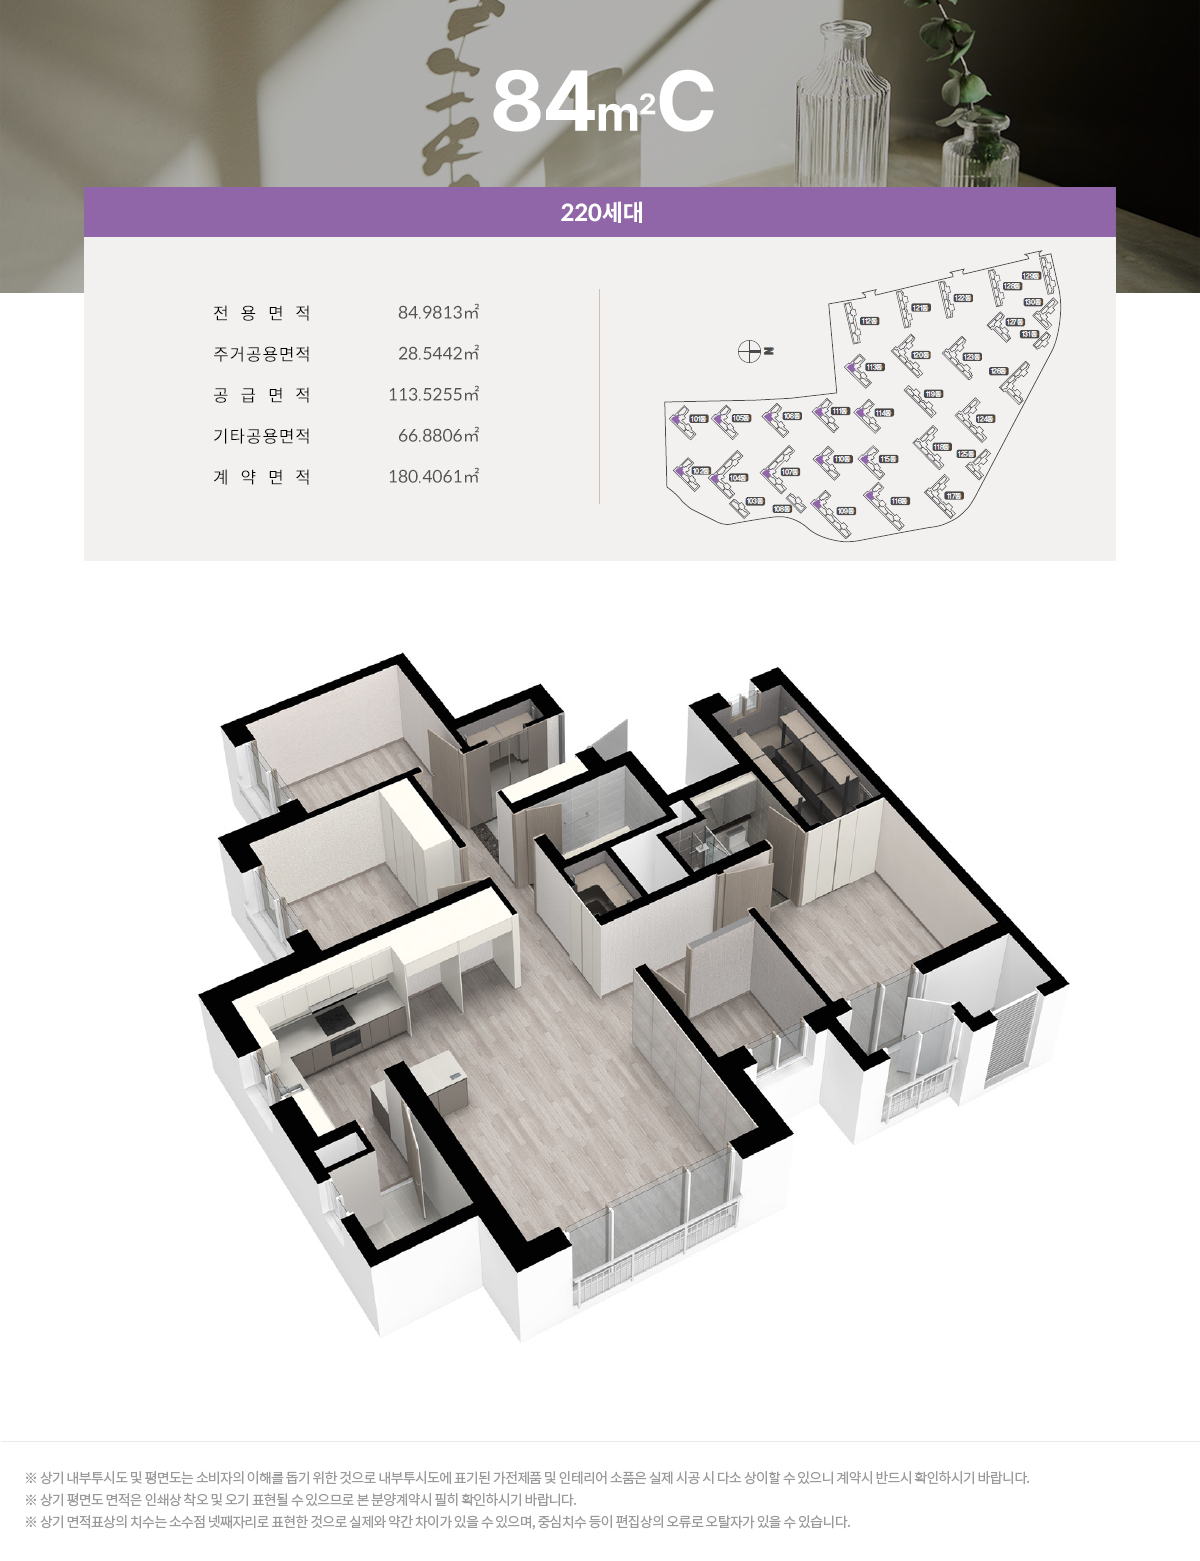 84m²C
220세대
전용면적 84.9813㎡
주거공용면적 28.5442㎡
공급면적 113.5255㎡
기타공용면적 66.8806㎡
계약면적 180.4061㎡
N
129동
128동
122동
130동
121동
112동
127동
131동
120동
123동
113동
126동
119동
101동
105동
106동
111동
114동
124동
118동
125동
110동
115동
102동
104동
107동
103동
108동
109동
116동
117동
※ 상기 내부투시도 및 평면도는 소비자의 이해를 돕기 위한 것으로 내부투시도에 표기된 가전제품 및 인테리어 소품은 실제 시공 시 다소 상이할 수 있으니 계약시 반드시 확인하시기 바랍니다.
※ 상기 평면도 면적은 인쇄상 착오 및 오기 표현될 수 있으므로 본 분양계약시 필히 확인하시기 바랍니다.
※ 상기 면적표상의 치수는 소수점 넷째자리로 표현한 것으로 실제와 약간 차이가 있을 수 있으며, 중심치수 등이 편집상의 오류로 오탈자가 있을 수 있습니다.